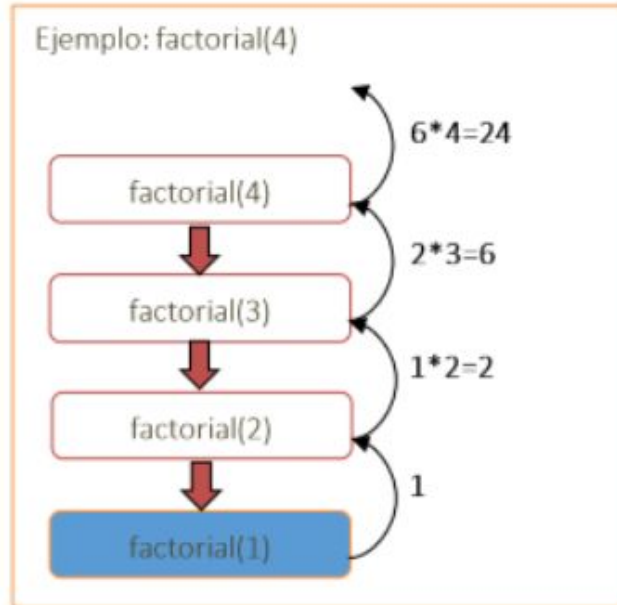 Ejemplo: factorial(4)
6*4=24
factorial(4)
2*3=6
factorial(3)
1*2=2
factorial(2)
1
factorial(1)